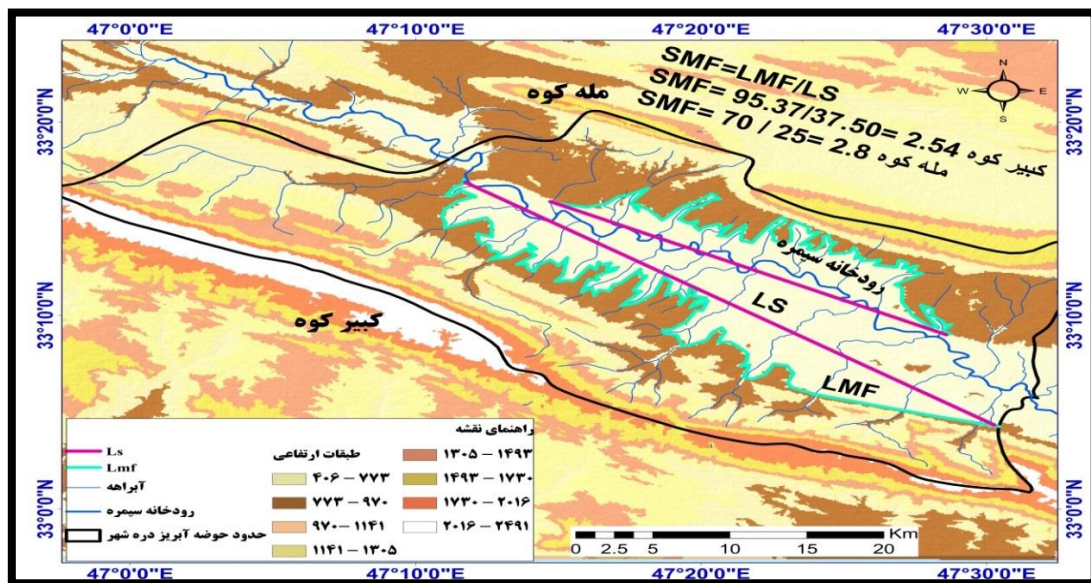 47°0'0"E 47°10'0"E 47°20'0"E 47°30'0"E
SMF=LMF/LS
SMF= 95.37/37.50= 2.54 کبیر کوه
SMF= 70 / 25= 2.8 مله کوه
N
W E
S
مله کوه
33°20'0"N 33°20'0"N
رودخانه سیمره
LS
33°10'0"N 33°10'0"N
کبیر کوه
LMF
راهنمای نقشه
Ls
Lmf
آبراهه
رودخانه سیمره
حدود حوضه آبریز دره شهر
طبقات ارتفاعی
۴۰۶ – ۷۷۳
۷۷۳ – ۹۷۰
۹۷۰–۱۱۴۱
۱۱۴۱ – ۱۳۰۵
۱۳۰۵ – ۱۴۹۳
۱۴۹۳ – ۱۷۳۰
۱۷۳۰ – ۲۰۱۶
۲۰۱۶ – ۲۴۹۱
33°0'0"N 33°0'0"N
Km
0 2.5 5 10 15 20
47°0'0"E 47°10'0"E 47°20'0"E 47°30'0"E